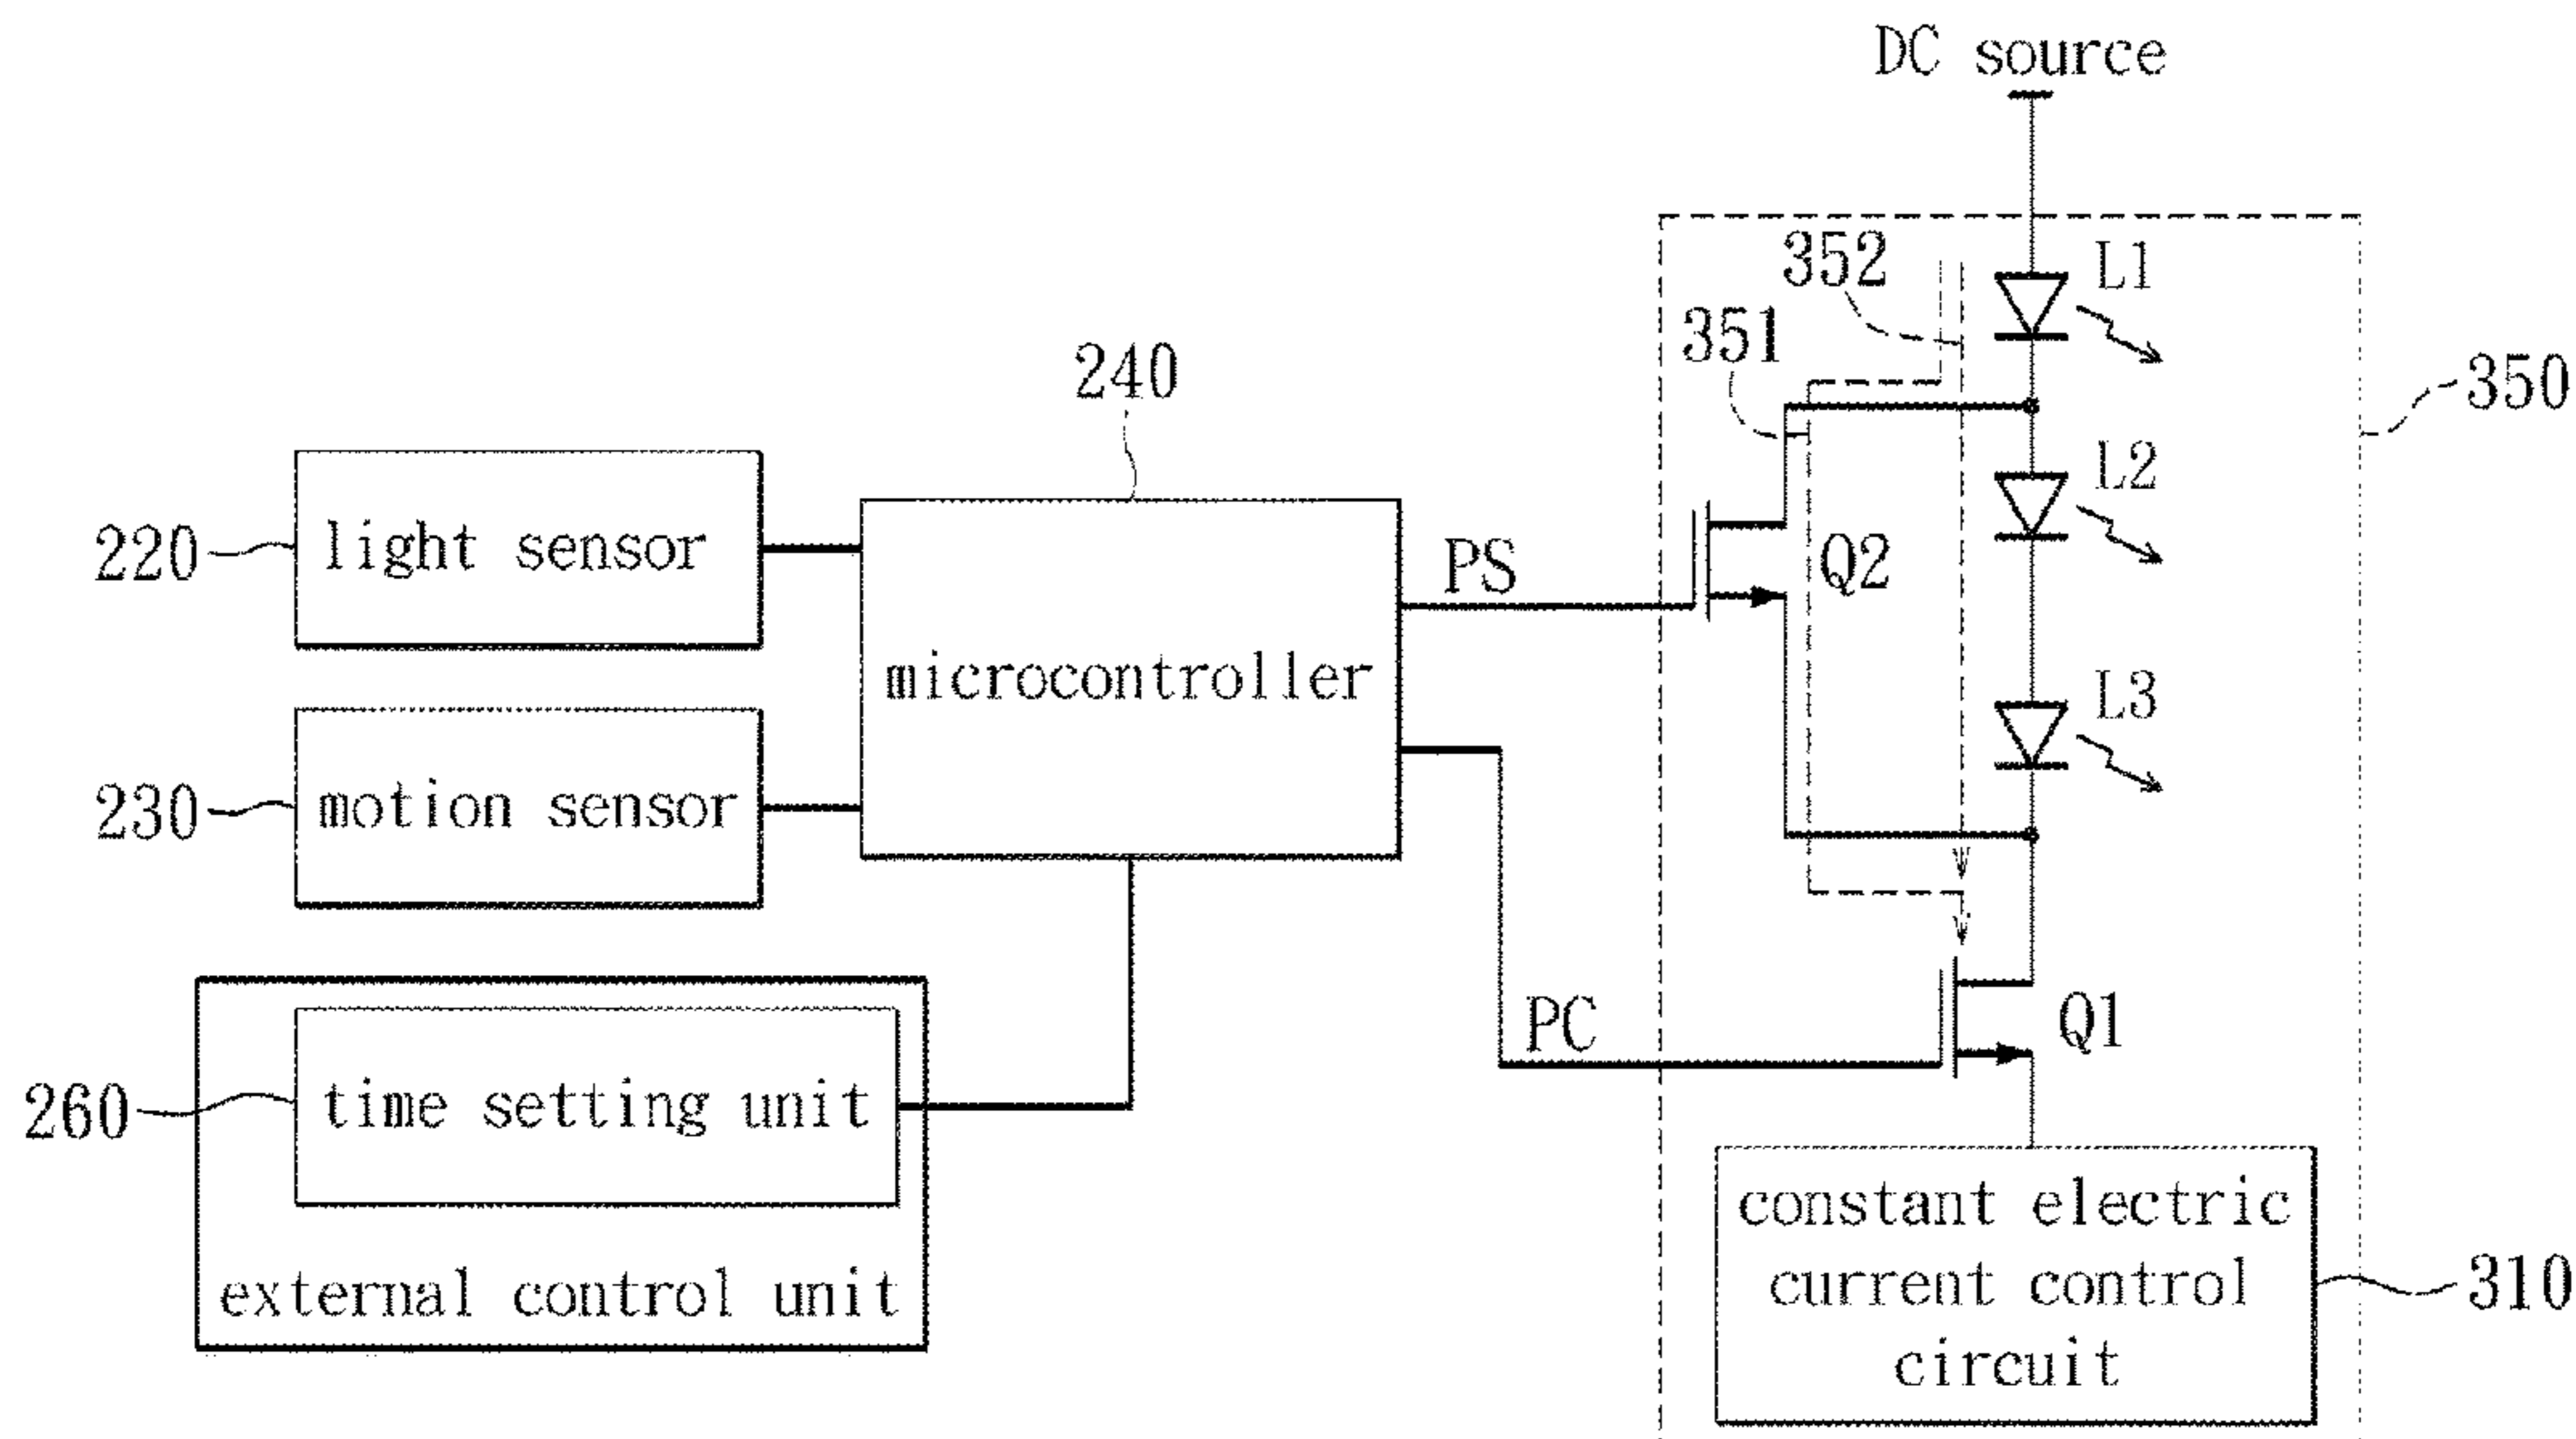 DC source
352
L1
351
240
350
L2
220
light sensor
PS
Q2
microcontroller
L3
230
motion sensor
PC
Q1
260
time setting unit
constant electric
current control
circuit
external control unit
310